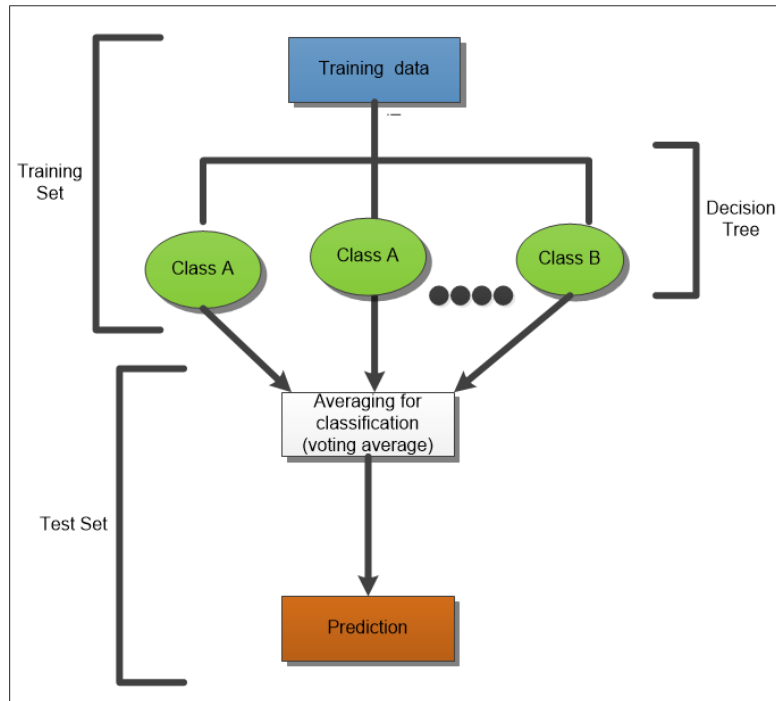 Training data
Training
Set
Decision
Tree
Class A
Class A
Class B
Averaging for
classification
(voting average)
Test Set
Prediction